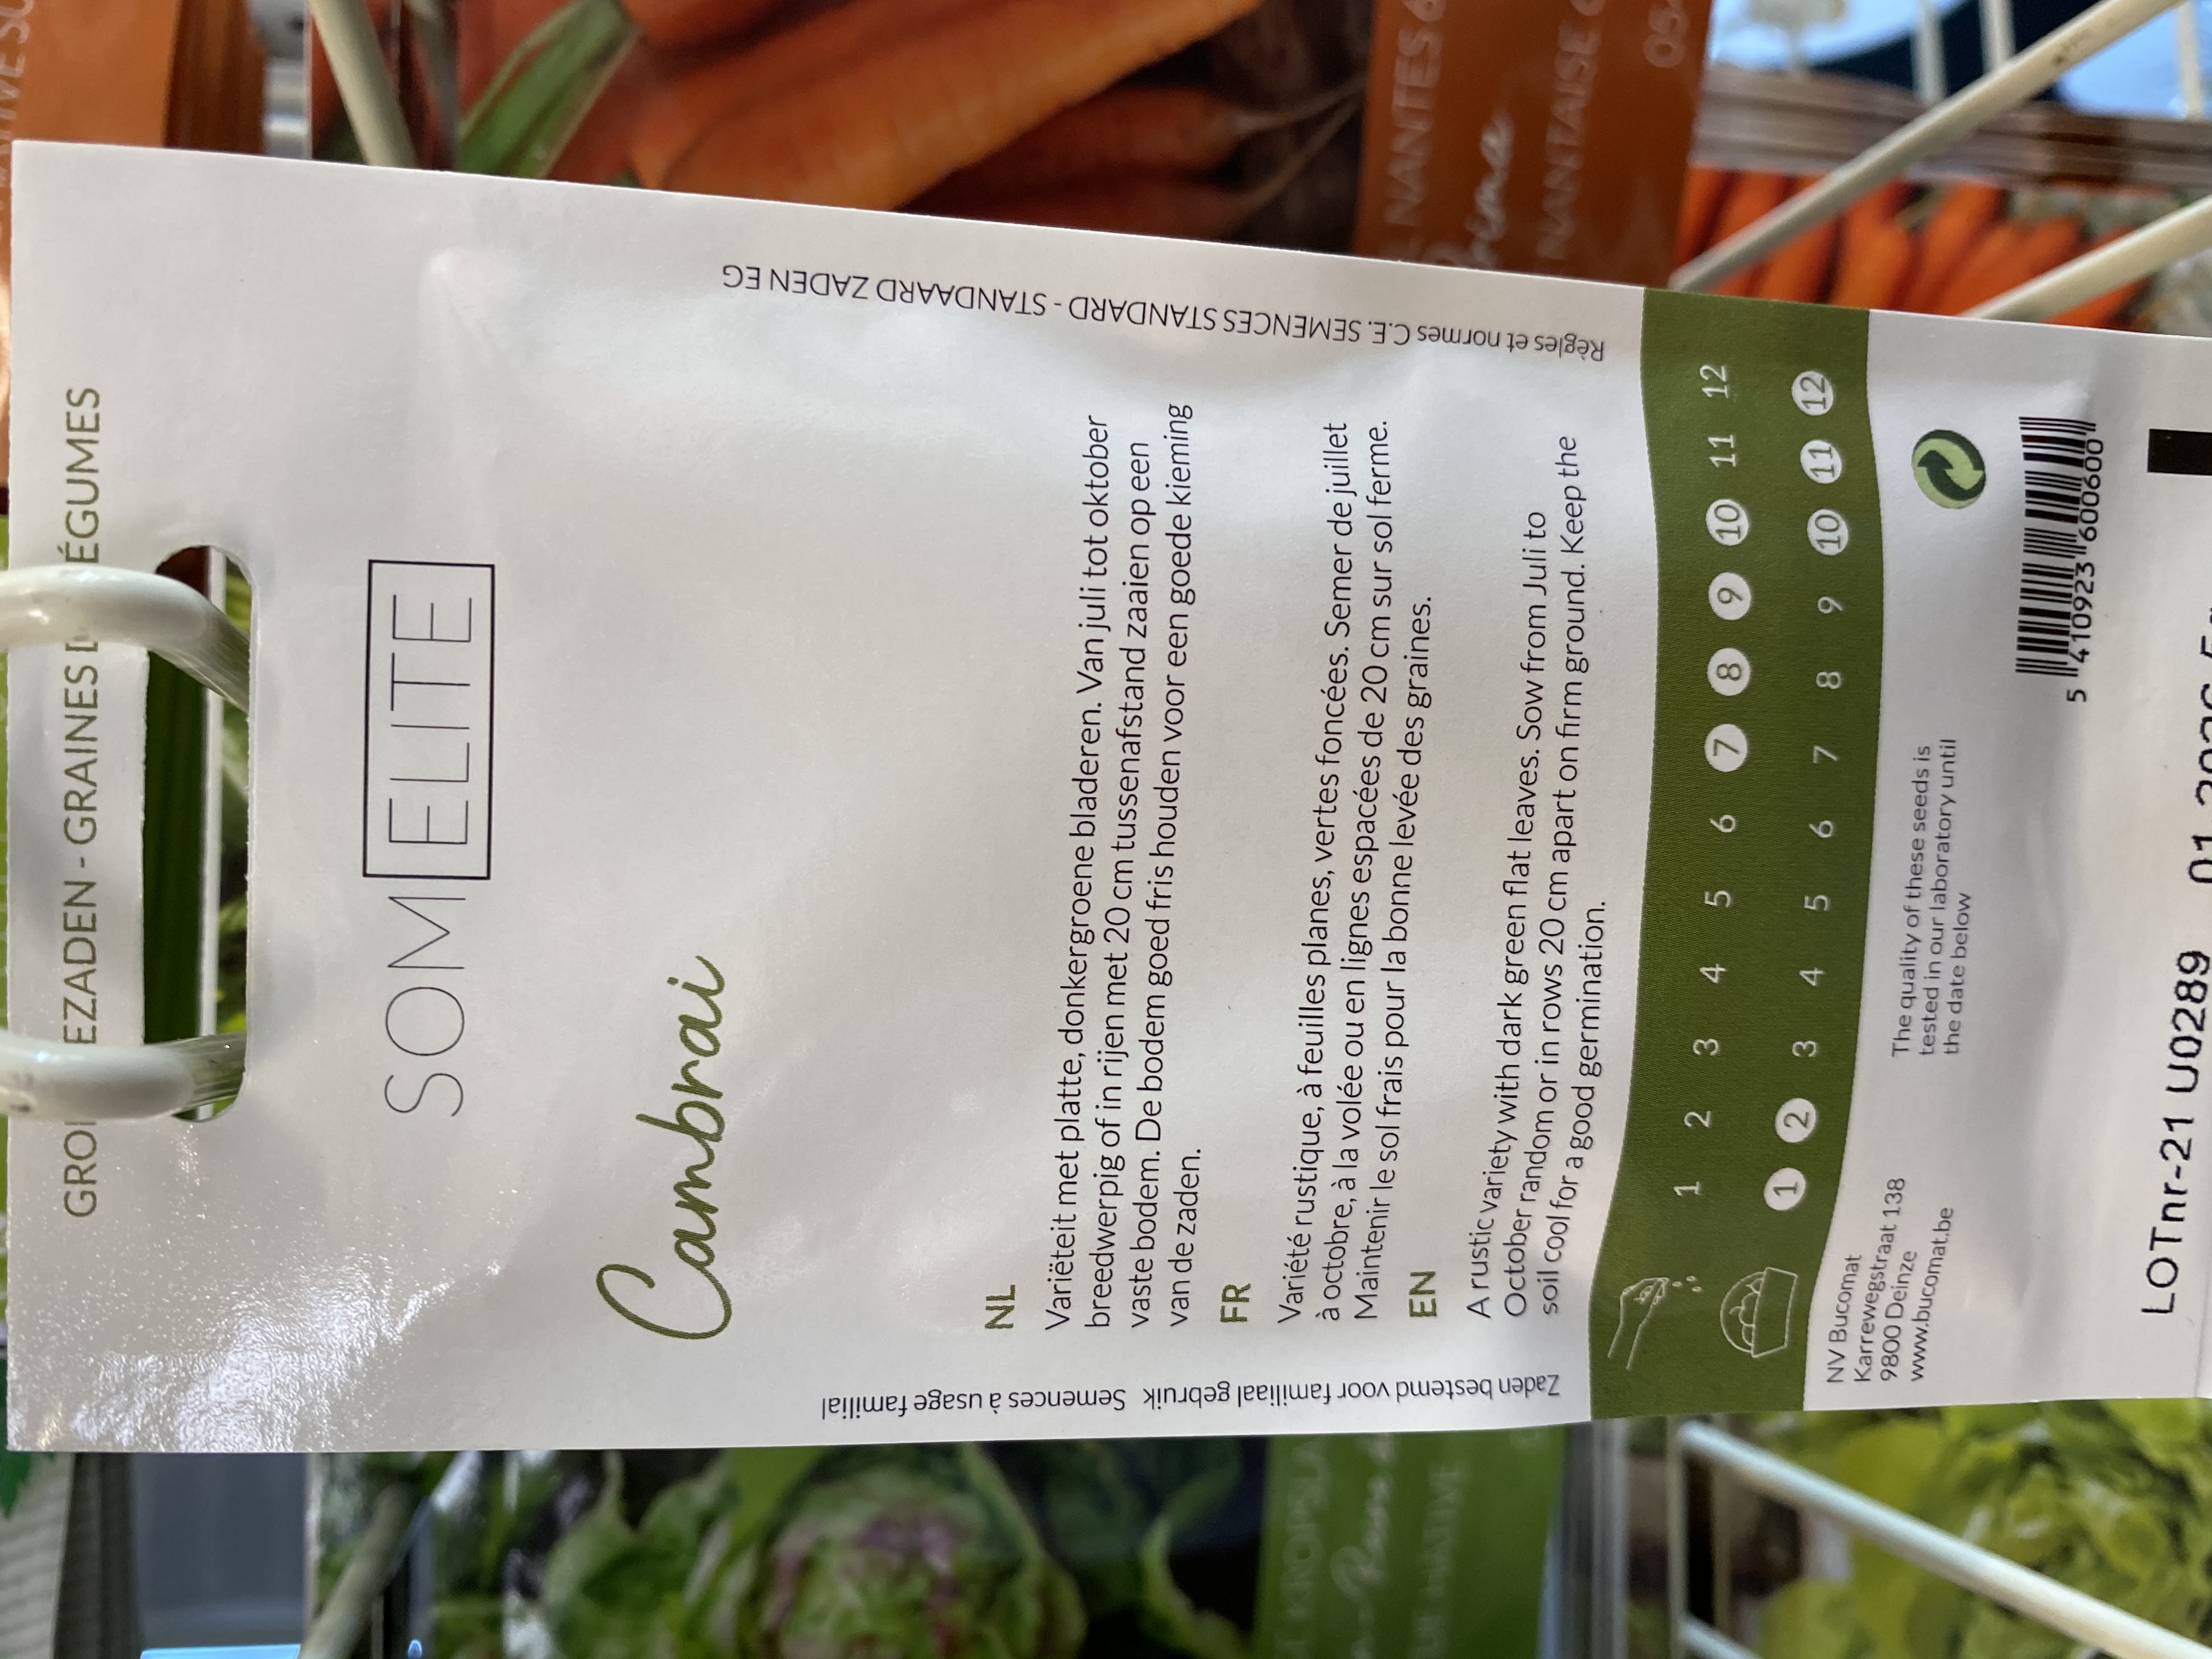 GROEZADEN - GRAINES D ÉGUMES
SOMELITE
Cambrai
NL
Variëteit met platte, donkergroene bladeren. Van juli tot oktober
breedwerpig of in rijen met 20 cm tussenafstand zaaien op een
vaste bodem. De bodem goed fris houden voor een goede kieming
van de zaden.
FR
Variété rustique, à feuilles planes, vertes foncées. Semer de juillet
à octobre, à la volée ou en lignes espacées de 20 cm sur sol ferme.
Maintenir le sol frais pour la bonne levée des graines.
EN
A rustic variety with dark green flat leaves. Sow from Juli to
October random or in rows 20 cm apart on firm ground. Keep the
soil cool for a good germination.
Zaden bestemd voor familiaal gebruik Semences à usage familial
Règles et normes C.E. SEMENCES STANDARD - STANDAARD ZADEN EG
1 2 3 4 5 6 7 8 9 10 11 12
1 2 3 4 5 6 7 8 9 10 11 12
NV Bucomat
Karrewegstraat 138
9800 Deinze
www.bucomat.be
The quality of these seeds is
tested in our laboratory until
the date below
5 410923 600600
LOTnr-21 U0289
NANTES
NANTAISE